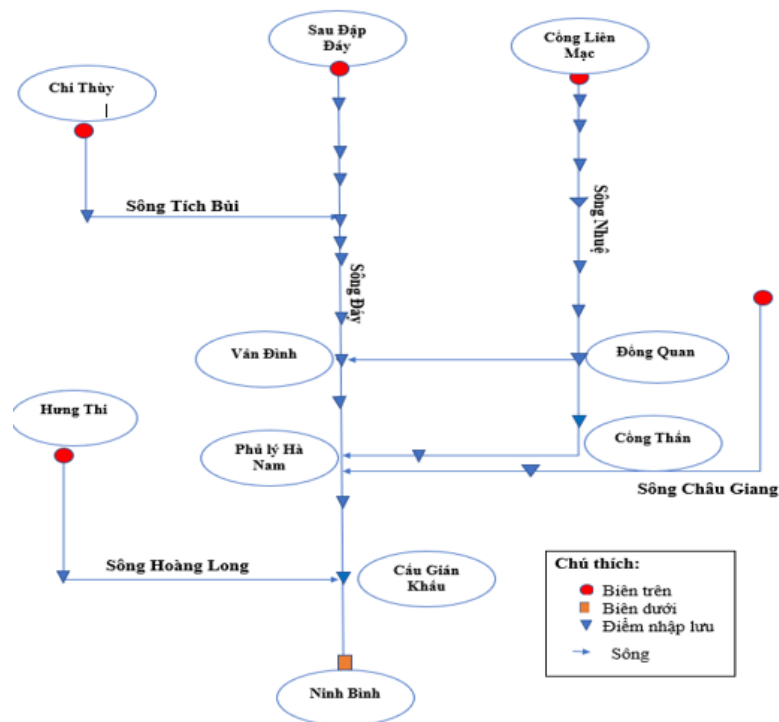 Sau Đập
Đáy
Cống Liên
Mạc
Chi Thùy
Sông Tích Bùi
Sông Nhuệ
Sông Đáy
Vân Đình
Đồng Quan
Hưng Thi
Phủ lý Hà
Nam
Cống Thần
Sông Châu Giang
Sông Hoàng Long
Cầu Gián
Khẩu
Chú thích:
Biên trên
Biên dưới
Điểm nhập lưu
Sông
Ninh Bình